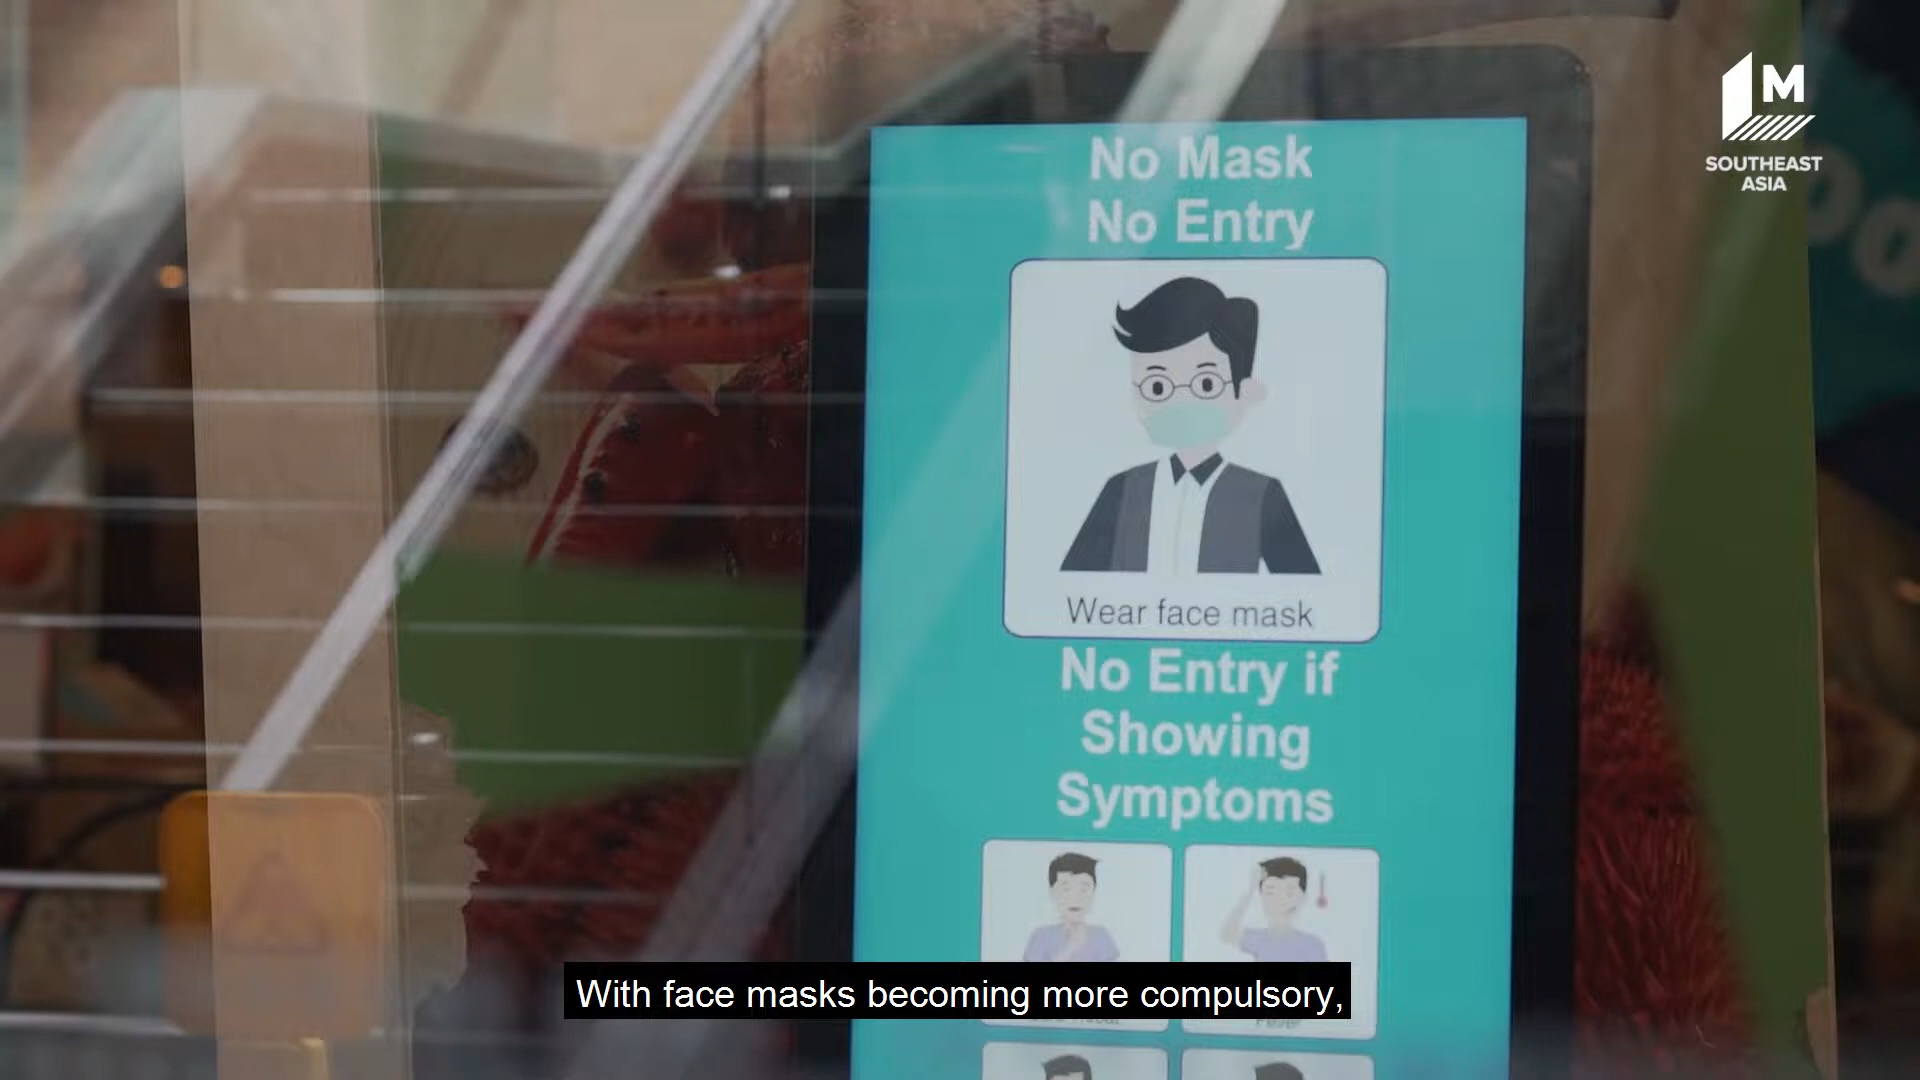 M
SOUTHEAST
ASIA
No Mask
No Entry
Wear face mask
No Entry if
Showing
Symptoms
Fever
With face masks becoming more compulsory,